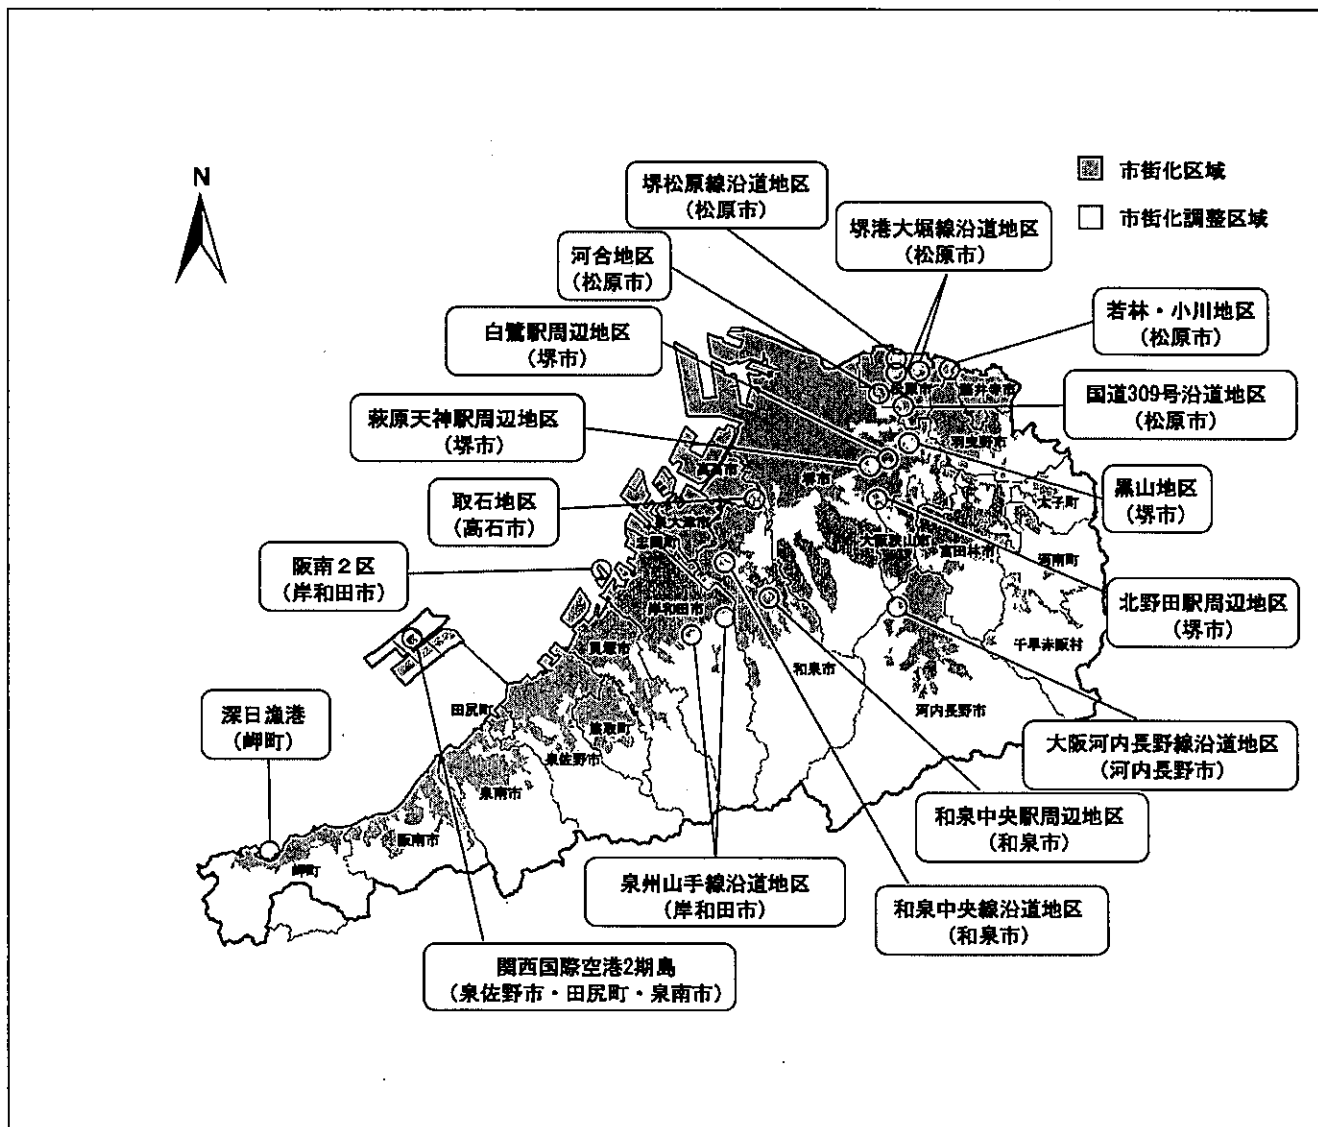 N
市街化区域
市街化調整区域
堺松原線沿道地区
(松原市)
堺港大堀線沿道地区
(松原市)
河合地区
(松原市)
若林・小川地区
(松原市)
白鷺駅周辺地区
(堺市)
国道309号沿道地区
(松原市)
萩原天神駅周辺地区
(堺市)
黒山地区
(堺市)
取石地区
(高石市)
阪南2区
(岸和田市)
北野田駅周辺地区
(堺市)
深日漁港
(岬町)
大阪河内長野線沿道地区
(河内長野市)
和泉中央駅周辺地区
(和泉市)
泉州山手線沿道地区
(岸和田市)
和泉中央線沿道地区
(和泉市)
関西国際空港2期島
(泉佐野市・田尻町・泉南市)
松原市
藤井寺市
羽曳野市
高石市
堺市
太子町
泉大津市
忠岡町
大阪狭山市
富田林市
河南町
岸和田市
千早赤阪村
貝塚市
和泉市
河内長野市
田尻町
熊取町
泉佐野市
泉南市
阪南市
岬町